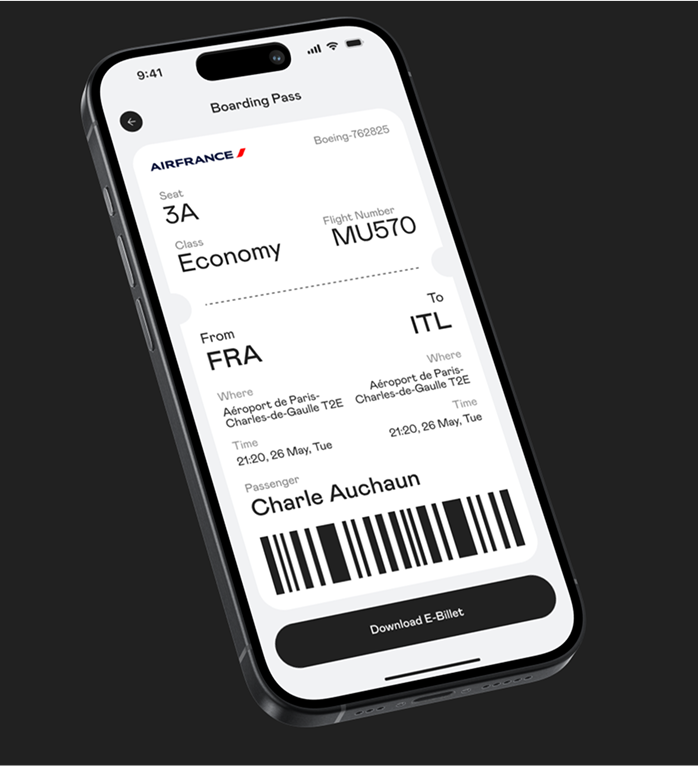 9:41
Boarding Pass
AIRFRANCE
Boeing-762825
Seat
3A
Class
Economy
Flight Number
MU570
From
FRA
To
ITL
Where
Aéroport de Paris-
Charles-de-Gaulle T2E
Where
Aéroport de Paris-
Charles-de-Gaulle T2E
Time
21:20, 26 May, Tue
Time
21:20, 26 May, Tue
Passenger
Charle Auchaun
Download E-Billet